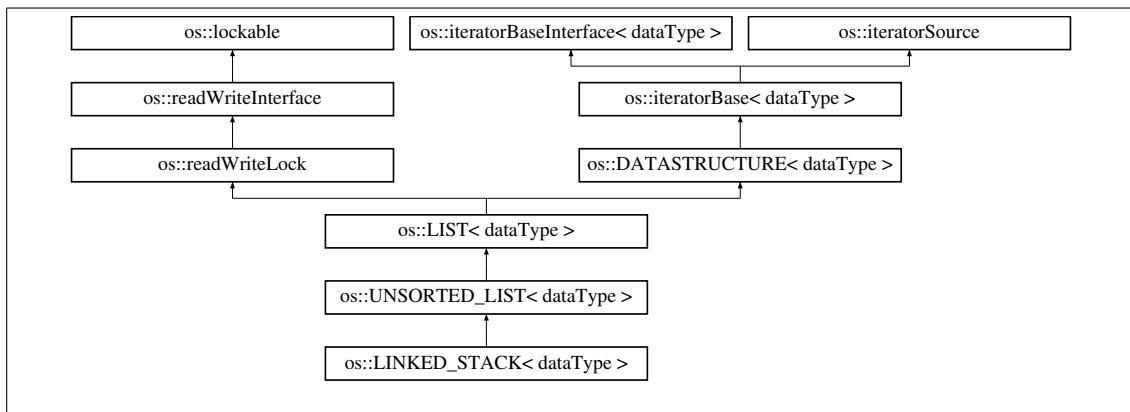 os::lockable
os::iteratorBaseInterface< dataType >
os::iteratorSource
os::readWriteInterface
os::iteratorBase< dataType >
os::readWriteLock
os::DATASTRUCTURE< dataType >
os::LIST< dataType >
os::UNSORTED_LIST< dataType >
os::LINKED_STACK< dataType >